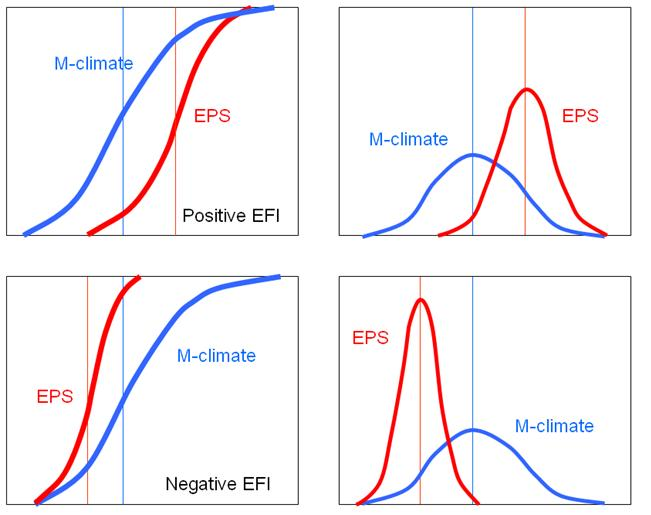 M-climate
EPS
Positive EFI
M-climate
EPS
EPS
M-climate
Negative EFI
EPS
M-climate